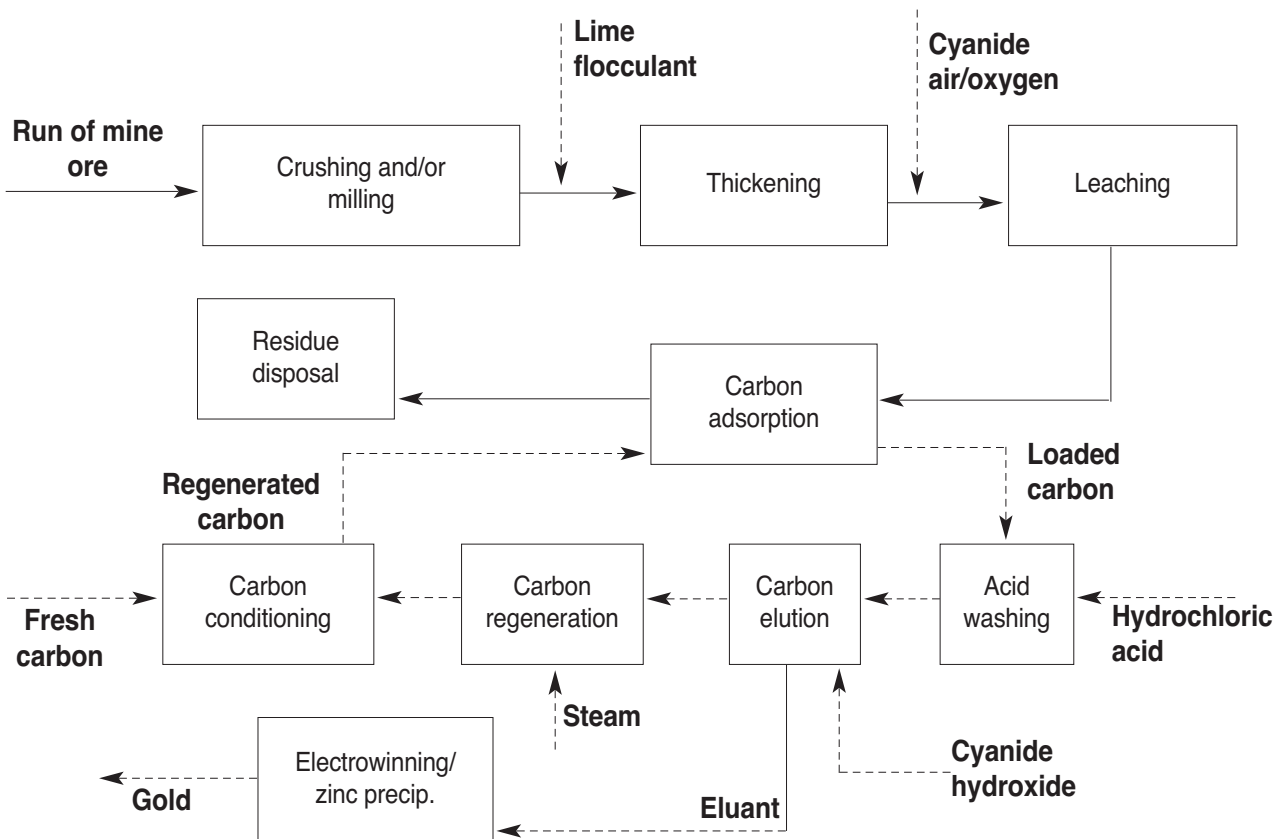 Lime
flocculant
Cyanide
air/oxygen
Run of mine
ore
Crushing and/or
milling
Thickening
Leaching
Residue
disposal
Carbon
adsorption
Loaded
carbon
Regenerated
carbon
Fresh
carbon
Carbon
conditioning
Carbon
regeneration
Carbon
elution
Acid
washing
Hydrochloric
acid
Steam
Cyanide
hydroxide
Gold
Electrowinning/
zinc precip.
Eluant